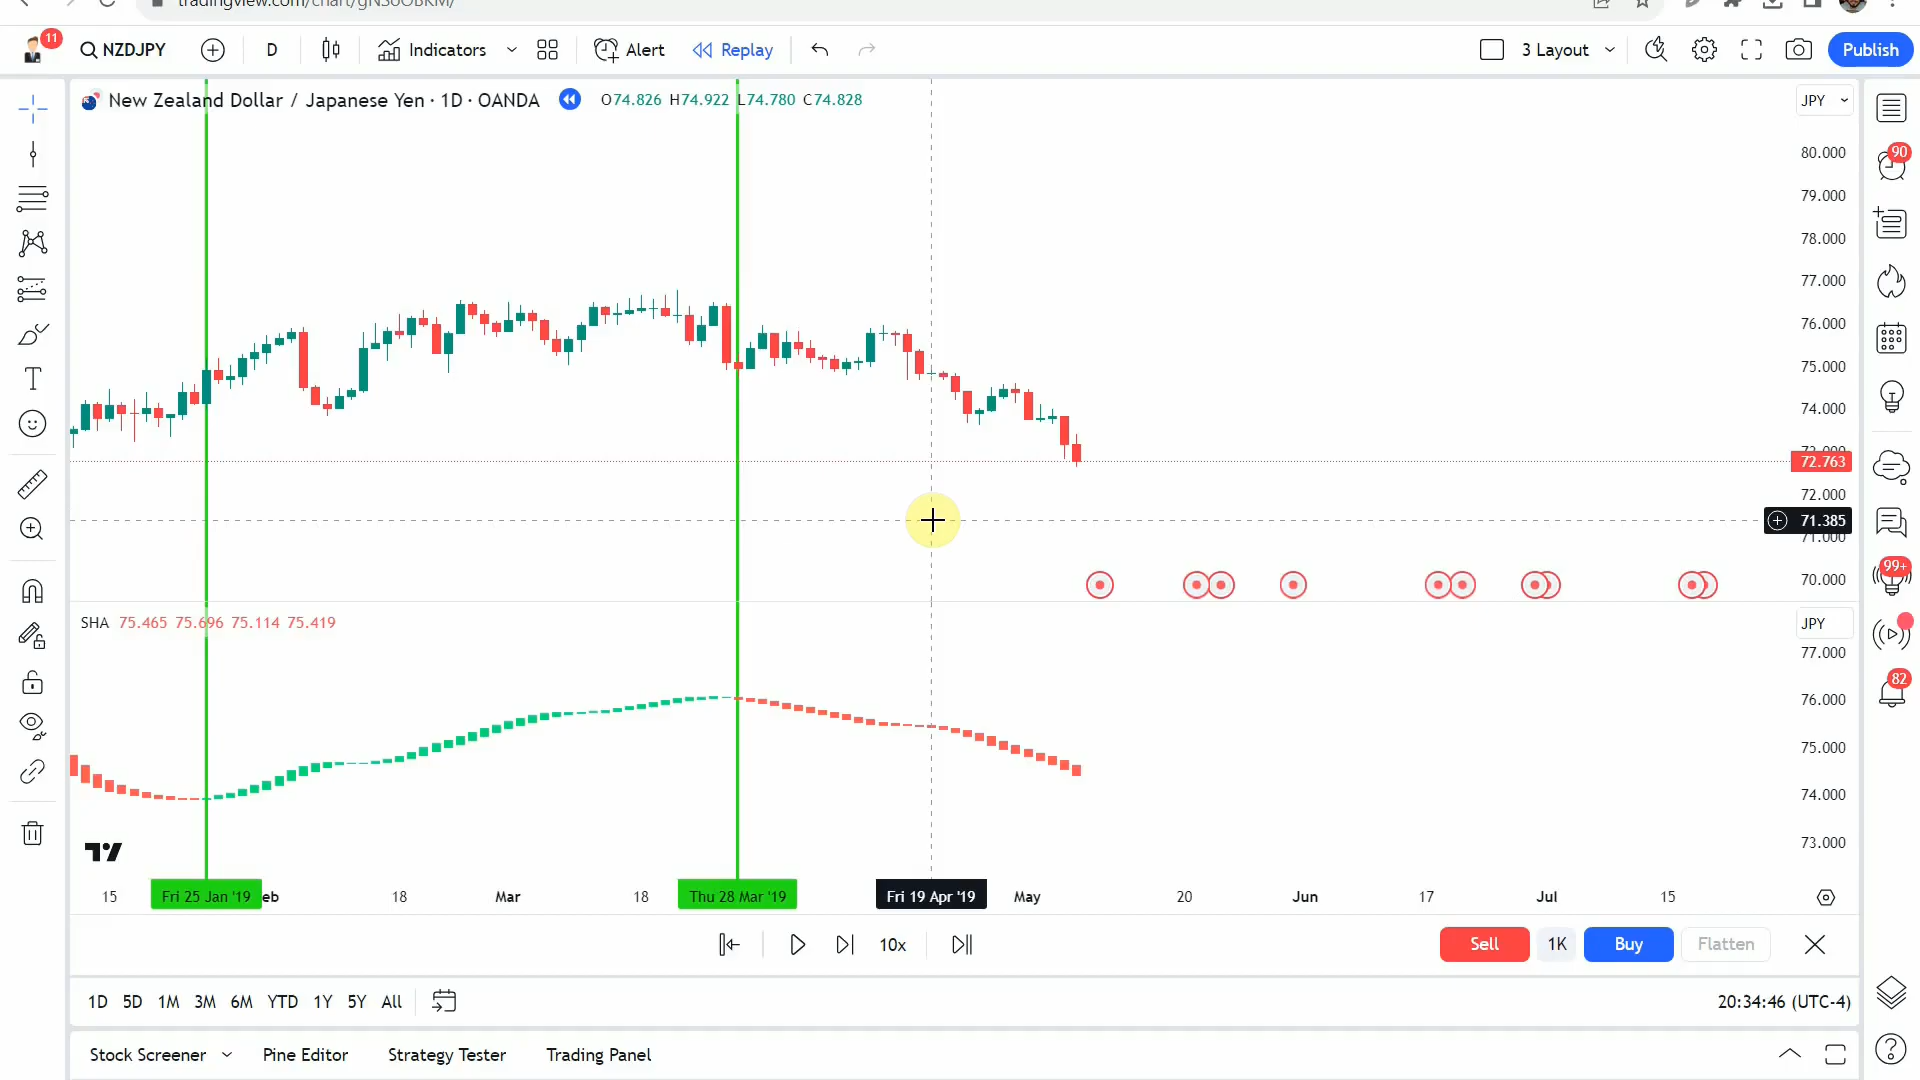 tradingview.com/chart/gNS6OBKM/
11 NZDJPY D Indicators Alert Replay 3 Layout Publish
New Zealand Dollar / Japanese Yen · 1D · OANDA O74.826 H74.922 L74.780 C74.828
JPY
80.000
90
79.000
78.000
77.000
76.000
75.000
74.000
72.763
72.000
71.385
71.000
99+
70.000
SHA 75.465 75.696 75.114 75.419
JPY
77.000
82
76.000
75.000
74.000
73.000
15 Fri 25 Jan '19 eb 18 Mar 18 Thu 28 Mar '19 Fri 19 Apr '19 May 20 Jun 17 Jul 15
10x Sell 1K Buy Flatten
1D 5D 1M 3M 6M YTD 1Y 5Y All 20:34:46 (UTC-4)
Stock Screener Pine Editor Strategy Tester Trading Panel